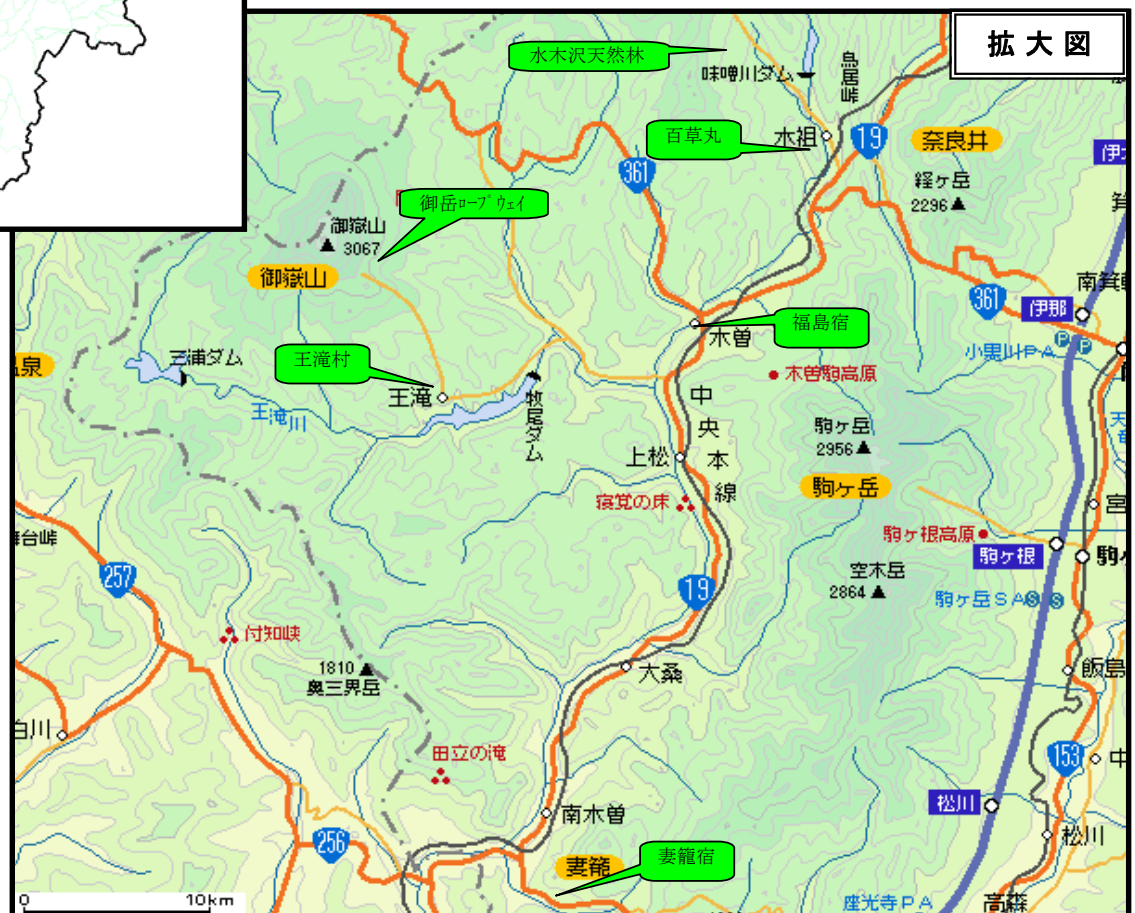 拡大図
水木沢天然林
味噌川ダム
鳥居峠
百草丸
木祖
19
奈良井
361
経ヶ岳
2296
御岳ロープウェイ
御嶽山
3067
御嶽山
361
伊那
福島宿
木曽
小黒川PA
三浦ダム
王滝村
木曽駒高原
王滝
牧尾ダム
中央本線
王滝川
駒ヶ岳
2956
上松
駒ヶ岳
寝覚の床
駒ヶ根高原
駒ヶ根
257
空木岳
2864
19
駒ヶ岳SA
付知峡
1810
奥三界岳
大桑
飯島
白川
田立の滝
153
松川
南木曽
松川
256
妻籠
妻籠宿
座光寺PA
高森
0 10km